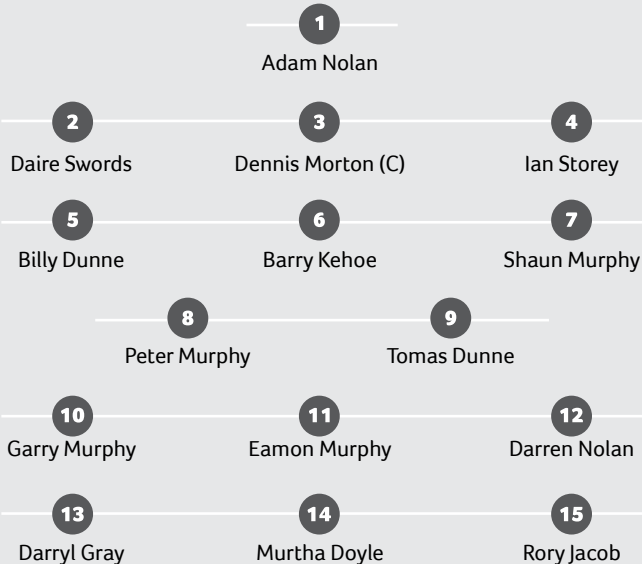 1
Adam Nolan
2 3 4
Daire Swords Dennis Morton (C) Ian Storey
5 6 7
Billy Dunne Barry Kehoe Shaun Murphy
8 9
Peter Murphy Tomas Dunne
10 11 12
Garry Murphy Eamon Murphy Darren Nolan
13 14 15
Darryl Gray Murtha Doyle Rory Jacob